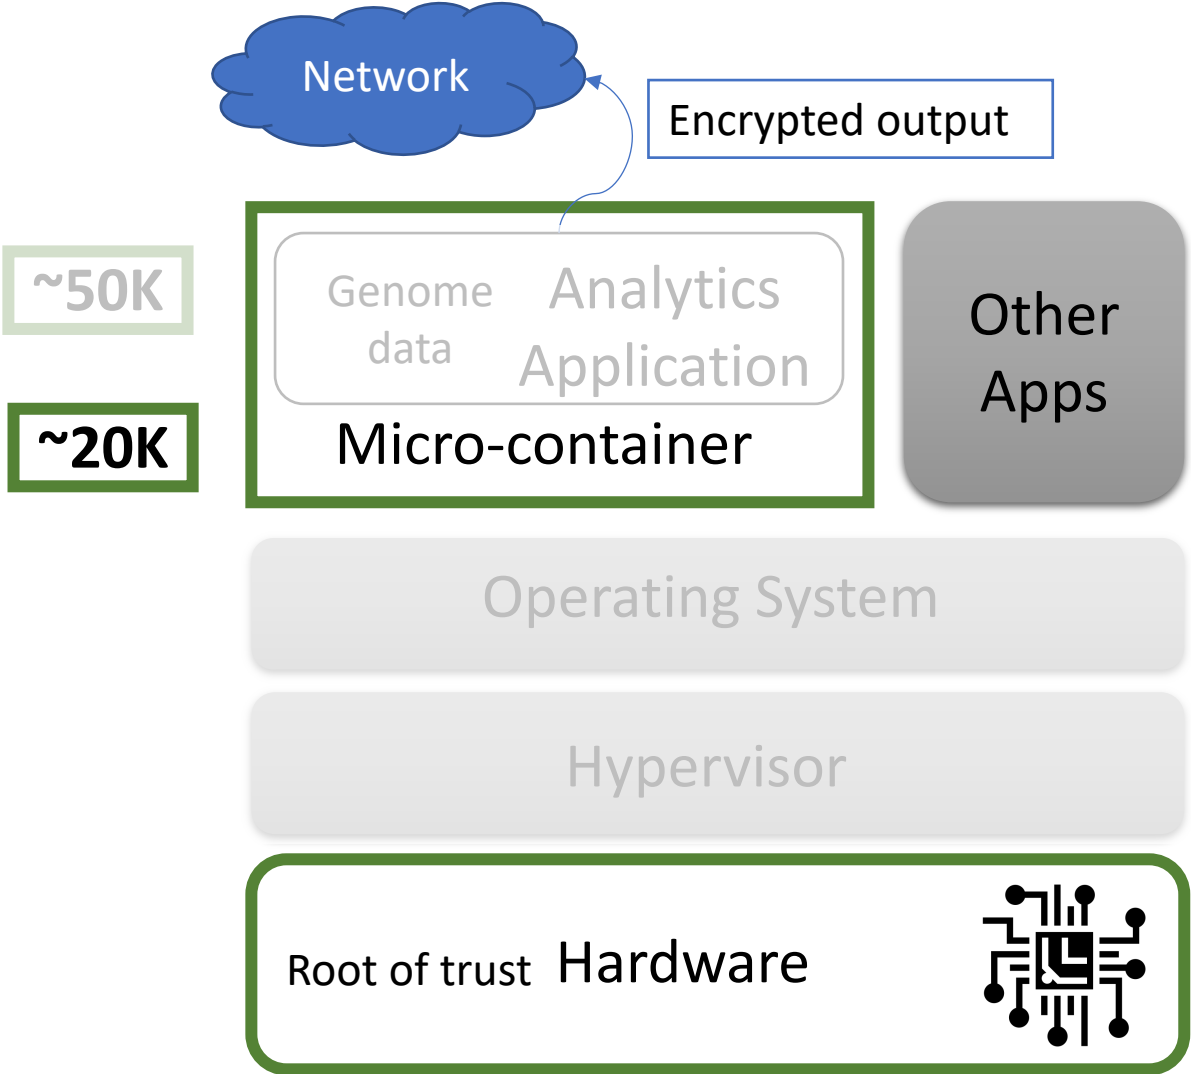 Network
Encrypted output
~50K
Genome
data
Analytics
Application
Other
Apps
~20K
Micro-container
Operating System
Hypervisor
Root of trust Hardware